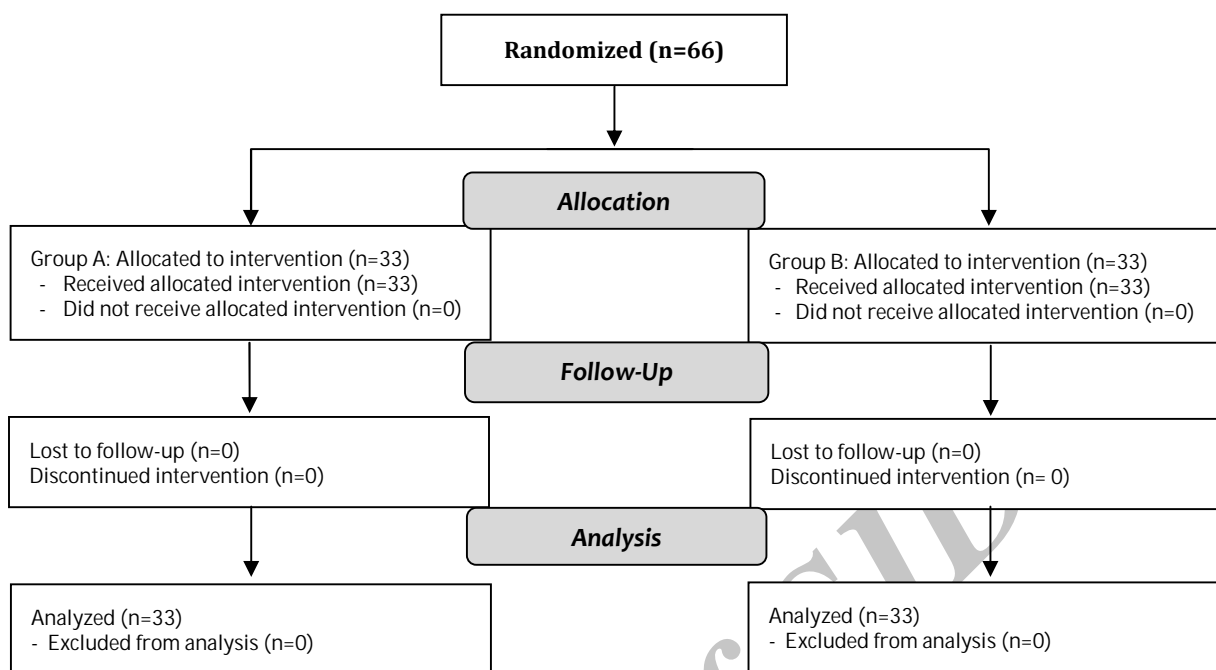 Randomized (n=66)
Allocation
Group A: Allocated to intervention (n=33)
- Received allocated intervention (n=33)
- Did not receive allocated intervention (n=0)
Group B: Allocated to intervention (n=33)
- Received allocated intervention (n=33)
- Did not receive allocated intervention (n=0)
Follow-Up
Lost to follow-up (n=0)
Discontinued intervention (n=0)
Lost to follow-up (n=0)
Discontinued intervention (n= 0)
Analysis
Analyzed (n=33)
- Excluded from analysis (n=0)
Analyzed (n=33)
- Excluded from analysis (n=0)